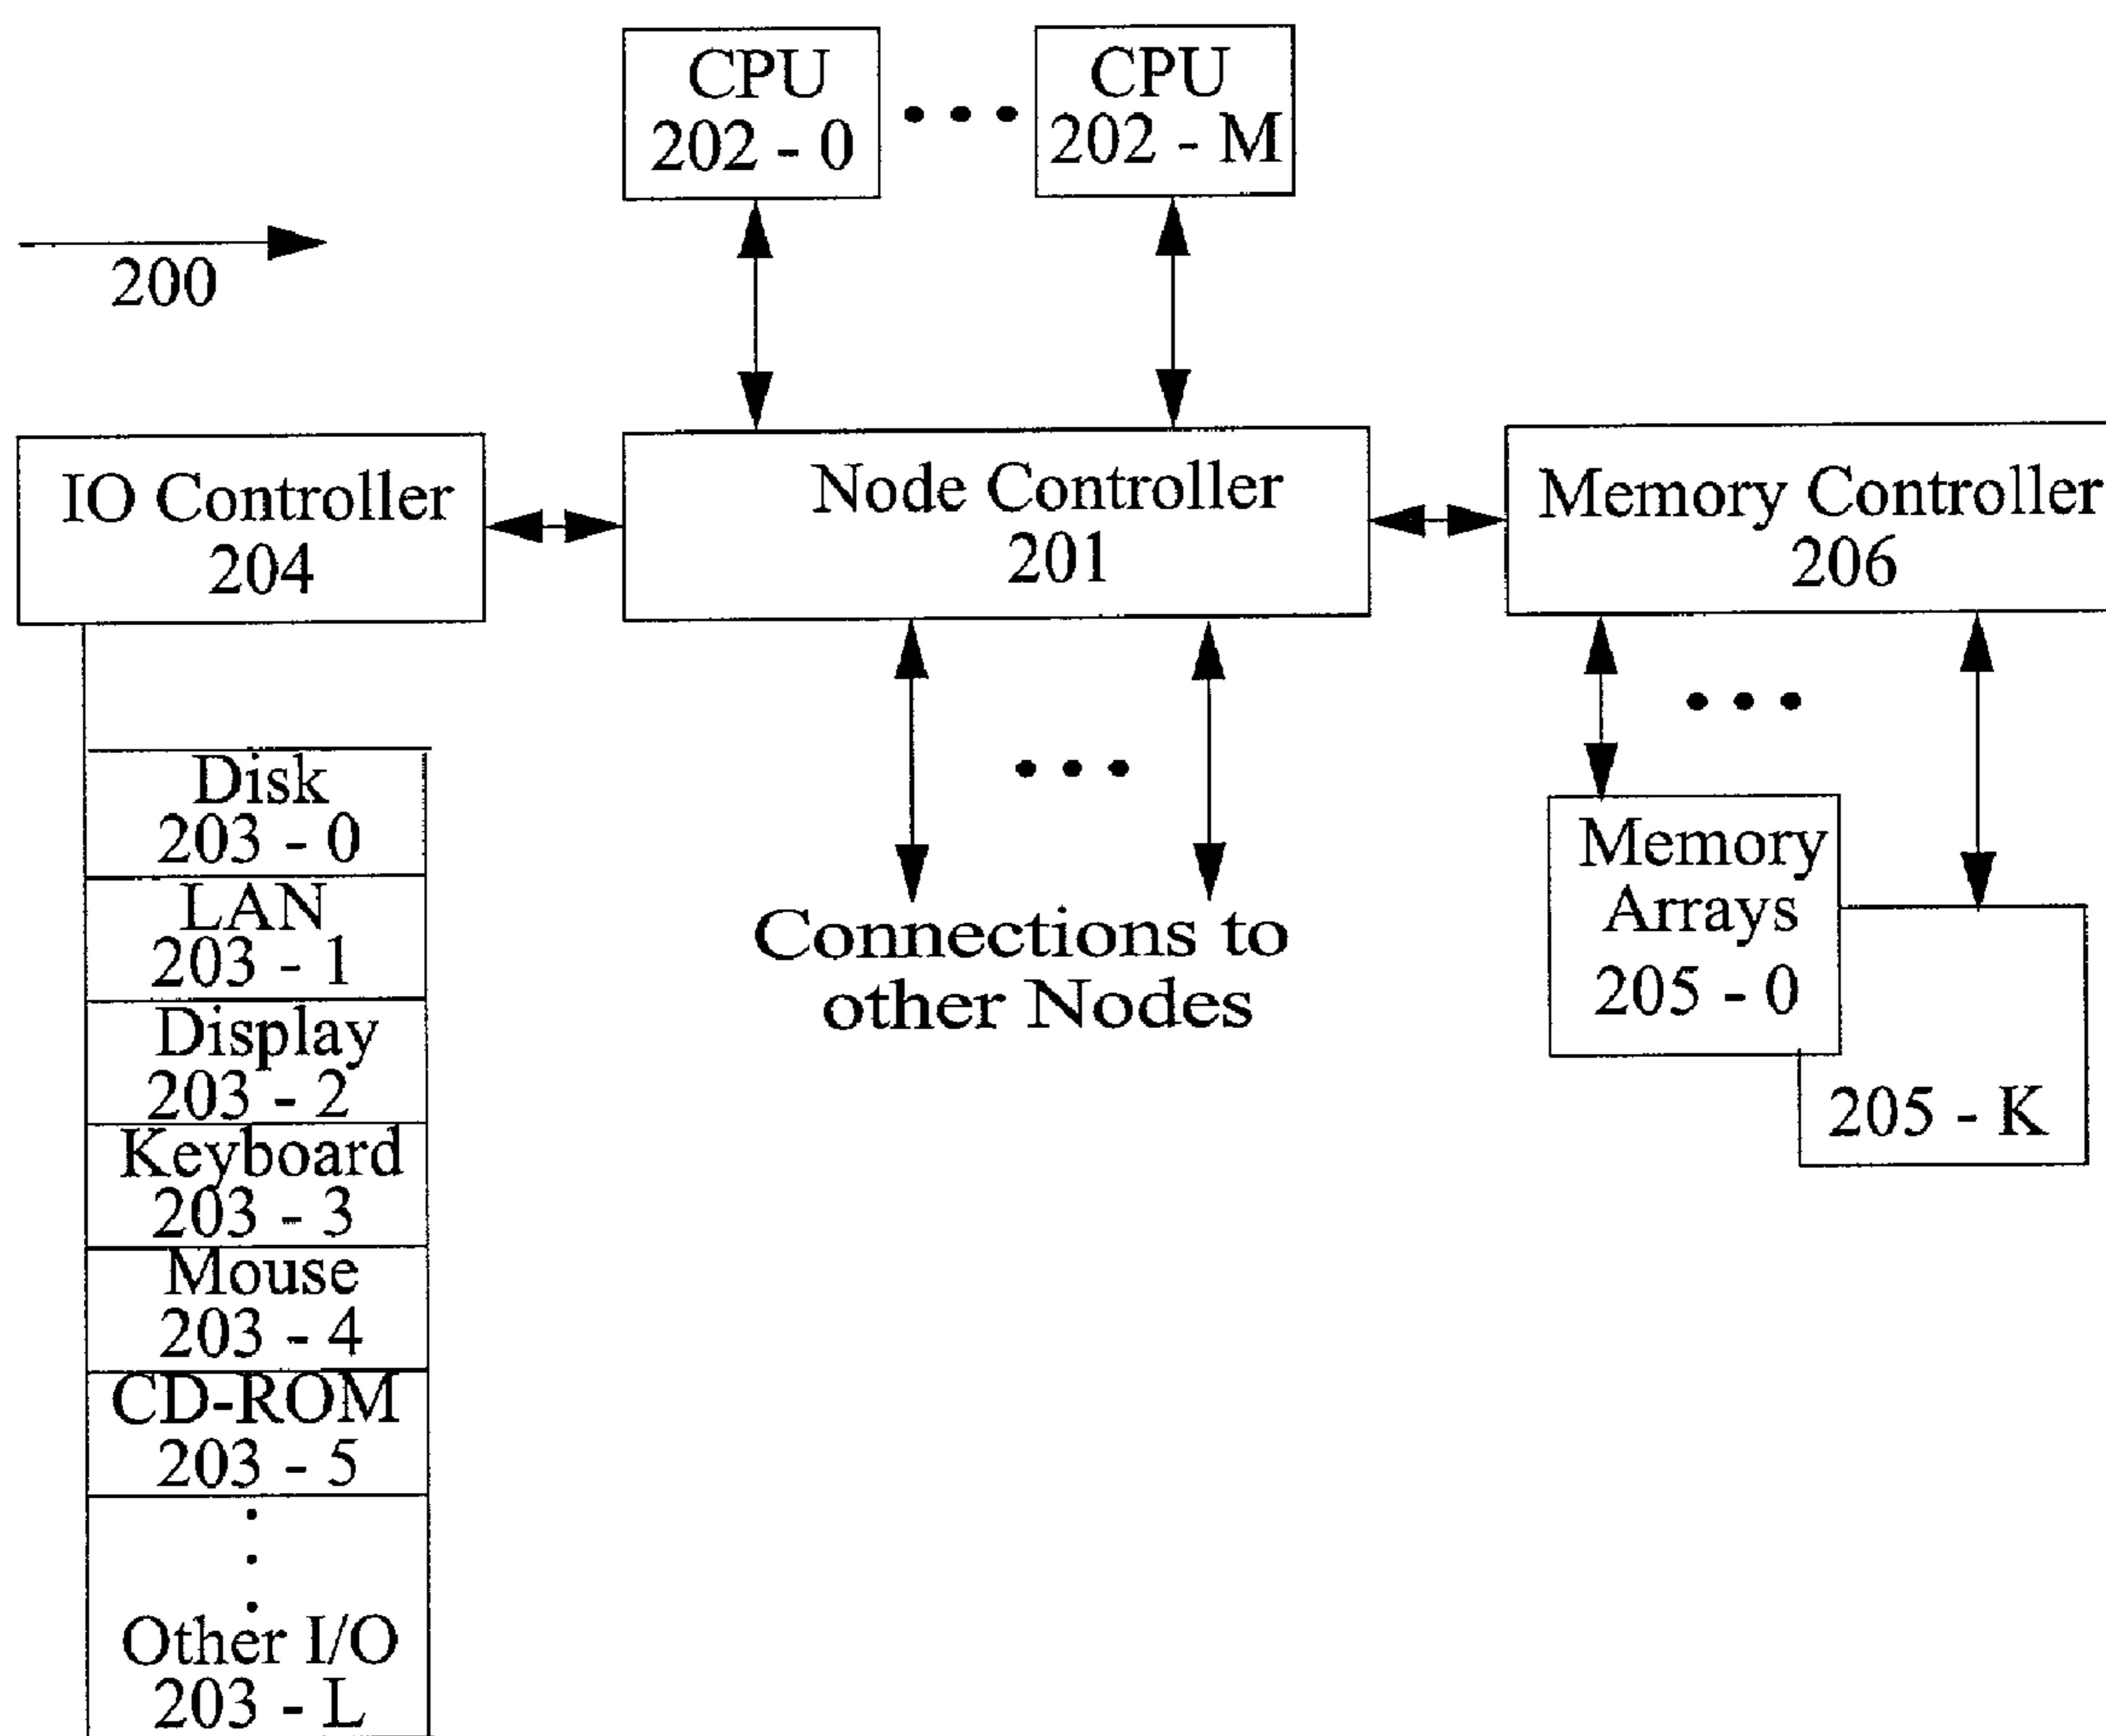 CPU
202 - 0
CPU
202 - M
200
IO Controller
204
Node Controller
201
Memory Controller
206
Disk
203 - 0
LAN
203 - 1
Display
203 - 2
Keyboard
203 - 3
Mouse
203 - 4
CD-ROM
203 - 5
Other I/O
203 - L
Connections to
other Nodes
Memory
Arrays
205 - 0
205 - K